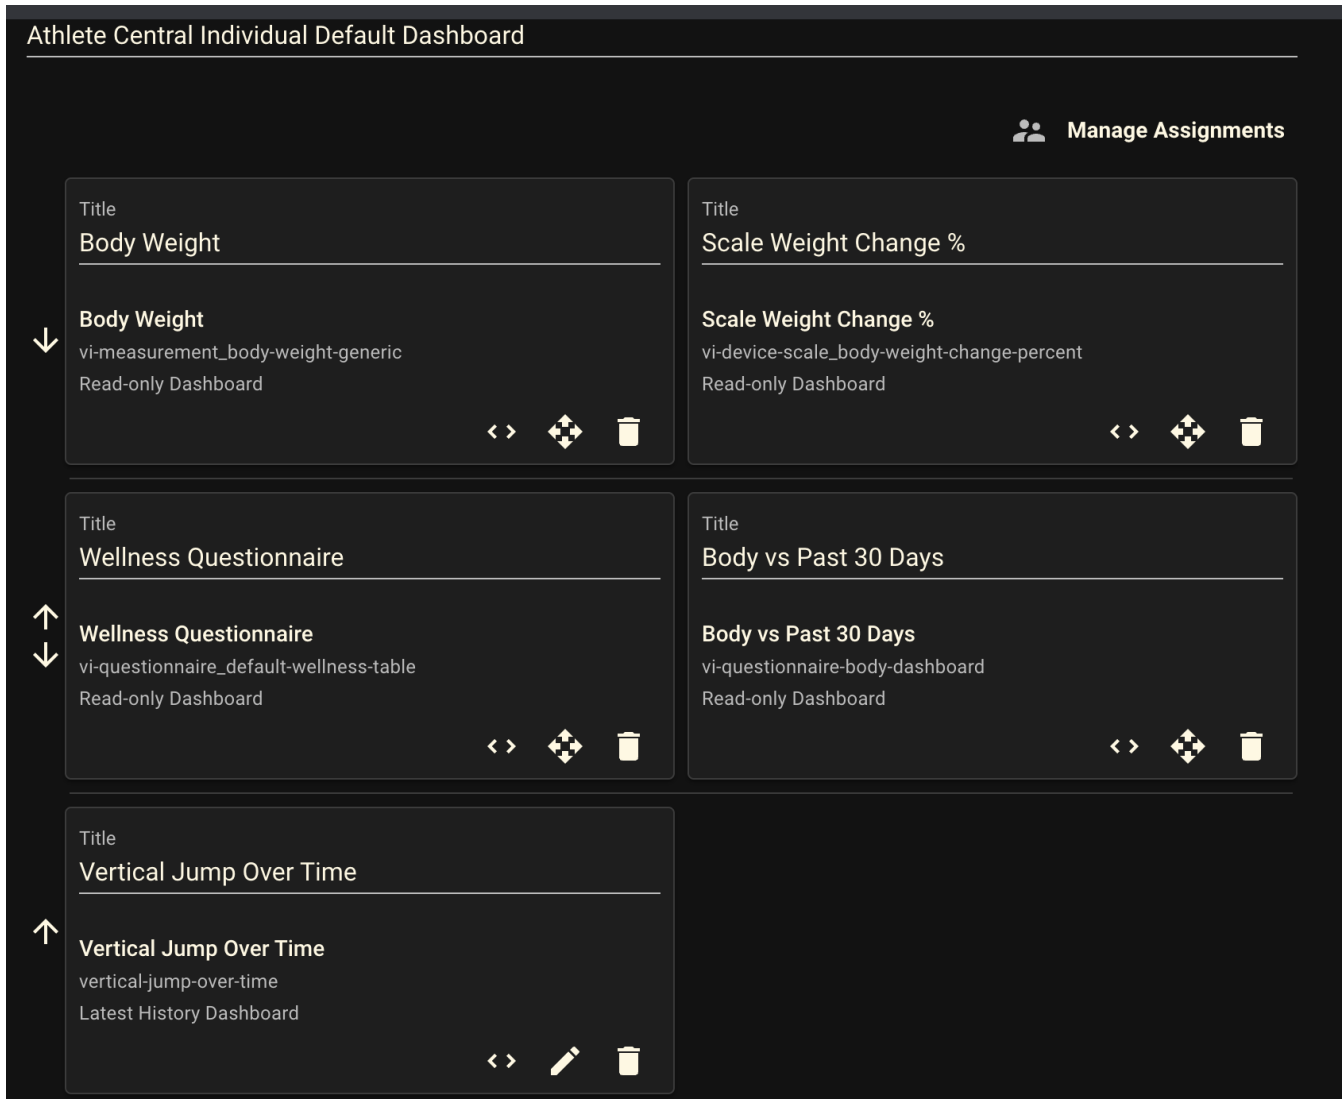 Athlete Central Individual Default Dashboard
Manage Assignments
Title
Body Weight
Body Weight
vi-measurement_body-weight-generic
Read-only Dashboard
Title
Scale Weight Change %
Scale Weight Change %
vi-device-scale_body-weight-change-percent
Read-only Dashboard
Title
Wellness Questionnaire
Wellness Questionnaire
vi-questionnaire_default-wellness-table
Read-only Dashboard
Title
Body vs Past 30 Days
Body vs Past 30 Days
vi-questionnaire-body-dashboard
Read-only Dashboard
Title
Vertical Jump Over Time
Vertical Jump Over Time
vertical-jump-over-time
Latest History Dashboard